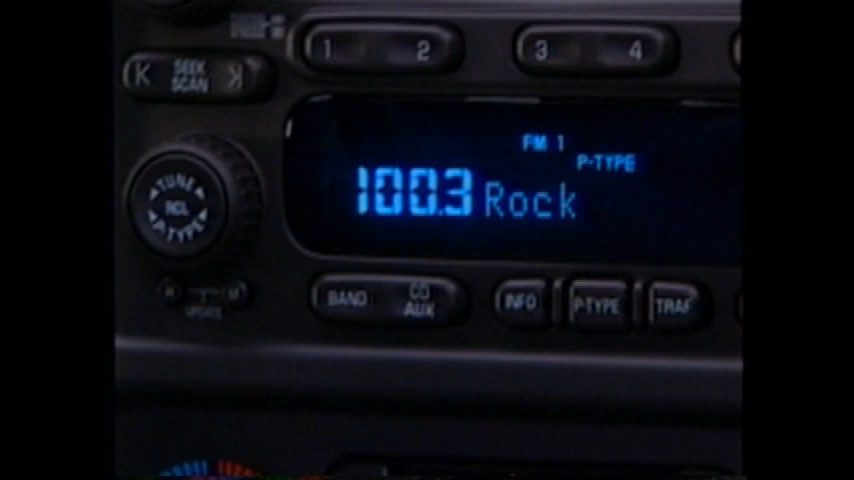 1 2 3 4
SEEK
SCAN
FM 1
P-TYPE
100.3 Rock
TUNE
RCL
P.TYPE
H M
UPDATE
BAND
CD
AUX
INFO
P-TYPE
TRAF